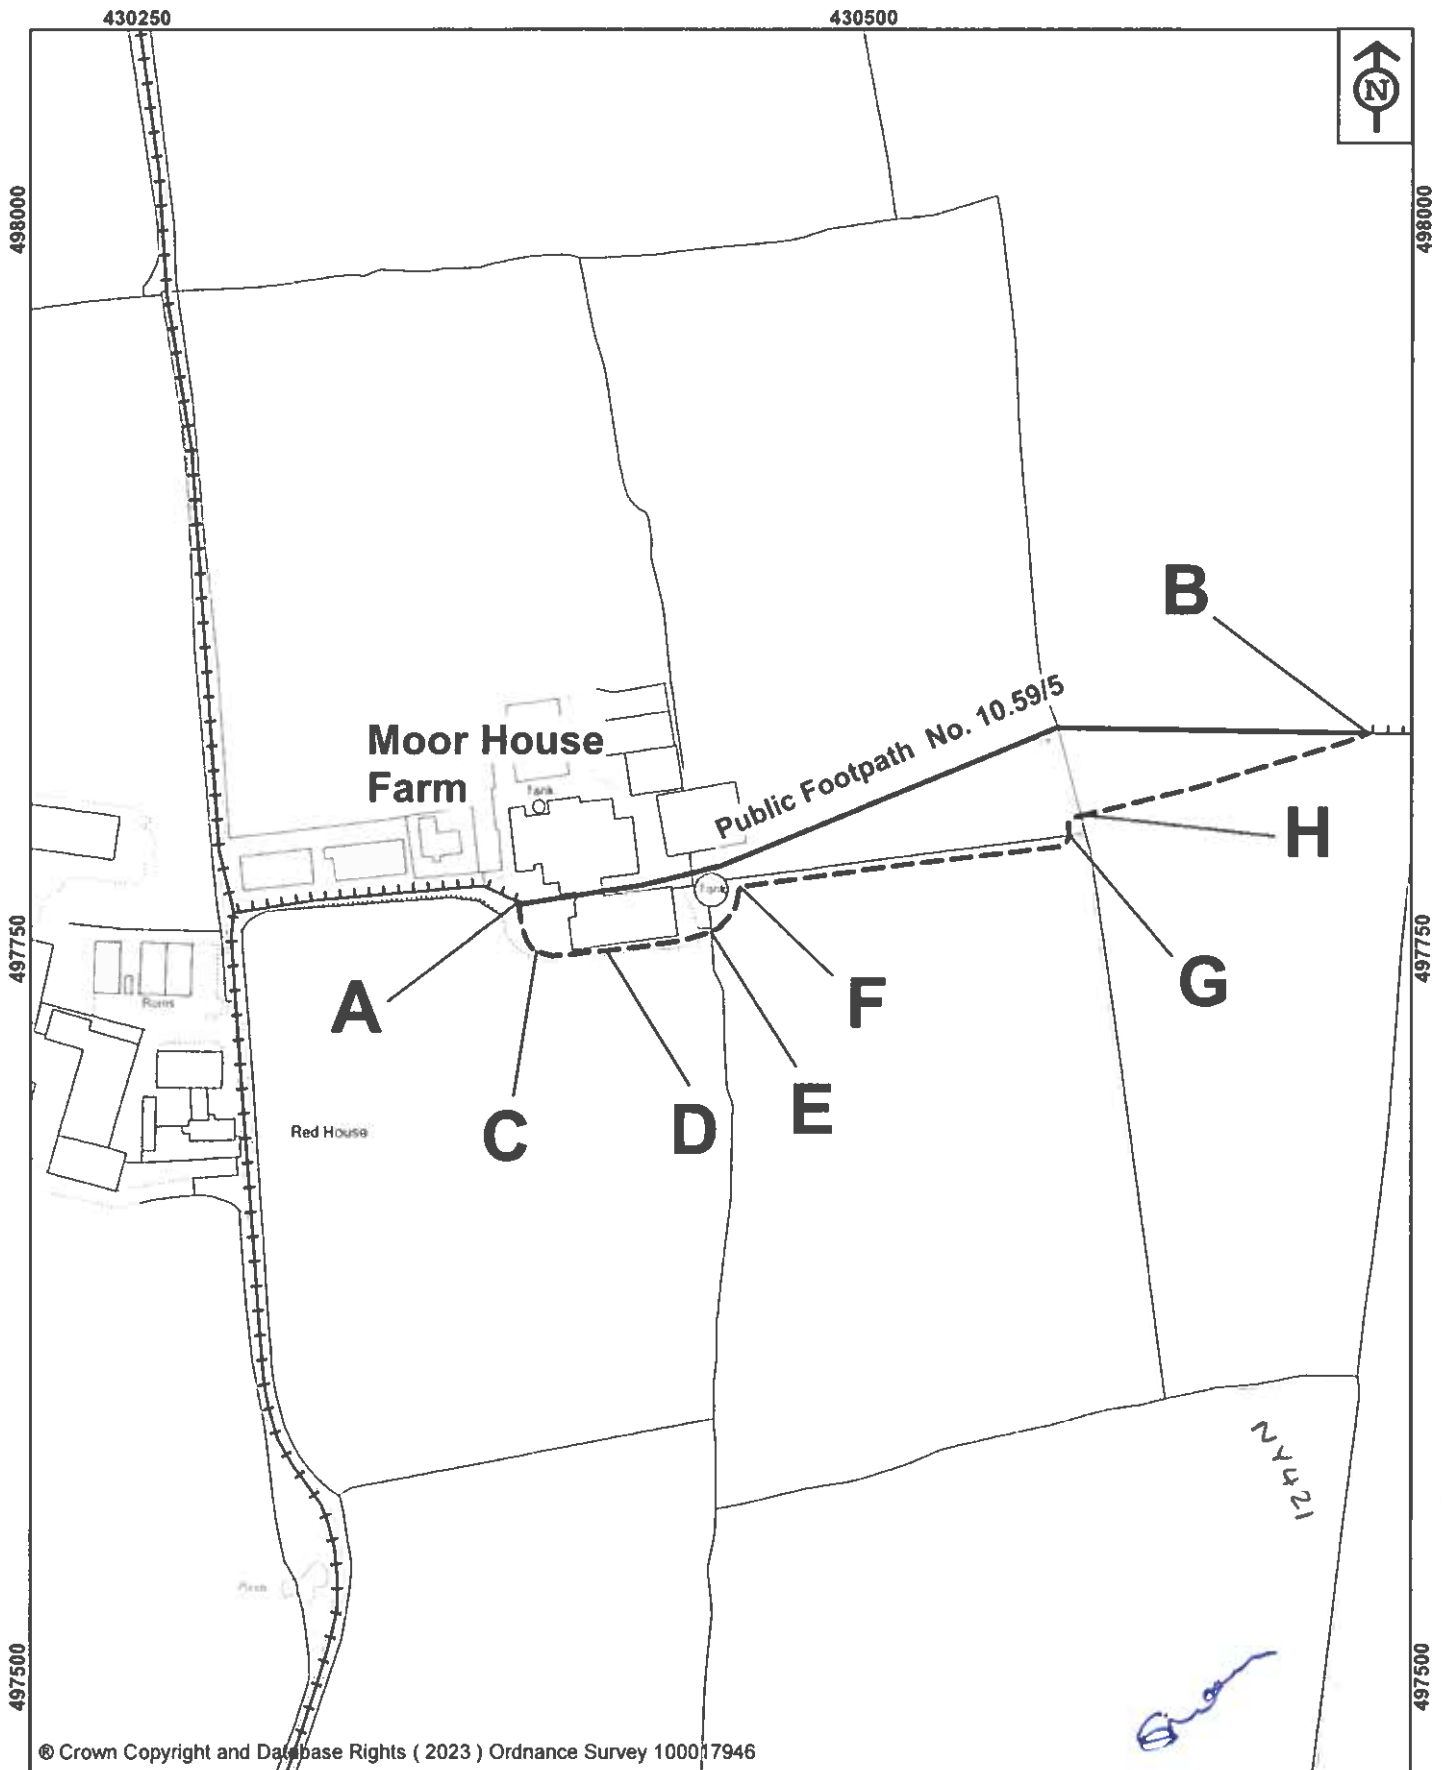 430250
430500
N
498000
498000
B
Public Footpath No. 10.59/5
Moor House
Farm
Tank
H
Tank
497750
497750
A
F
G
Ruins
C
D
E
Red House
NY421
497500
497500
® Crown Copyright and Database Rights ( 2023 ) Ordnance Survey 100017946